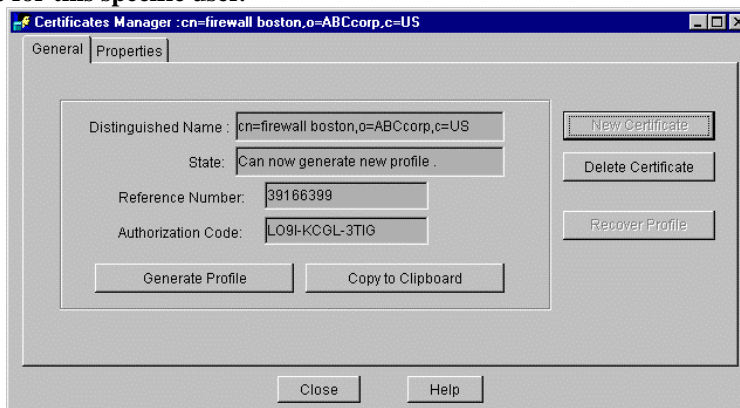 for this specific user.
Certificates Manager :cn=firewall boston,o=ABCcorp,c=US
General Properties
Distinguished Name : cn=firewall boston,o=ABCcorp,c=US
New Certificate
State: Can now generate new profile .
Delete Certificate
Reference Number: 39166399
Authorization Code: LO9I-KCGL-3TIG
Recover Profile
Generate Profile Copy to Clipboard
Close Help